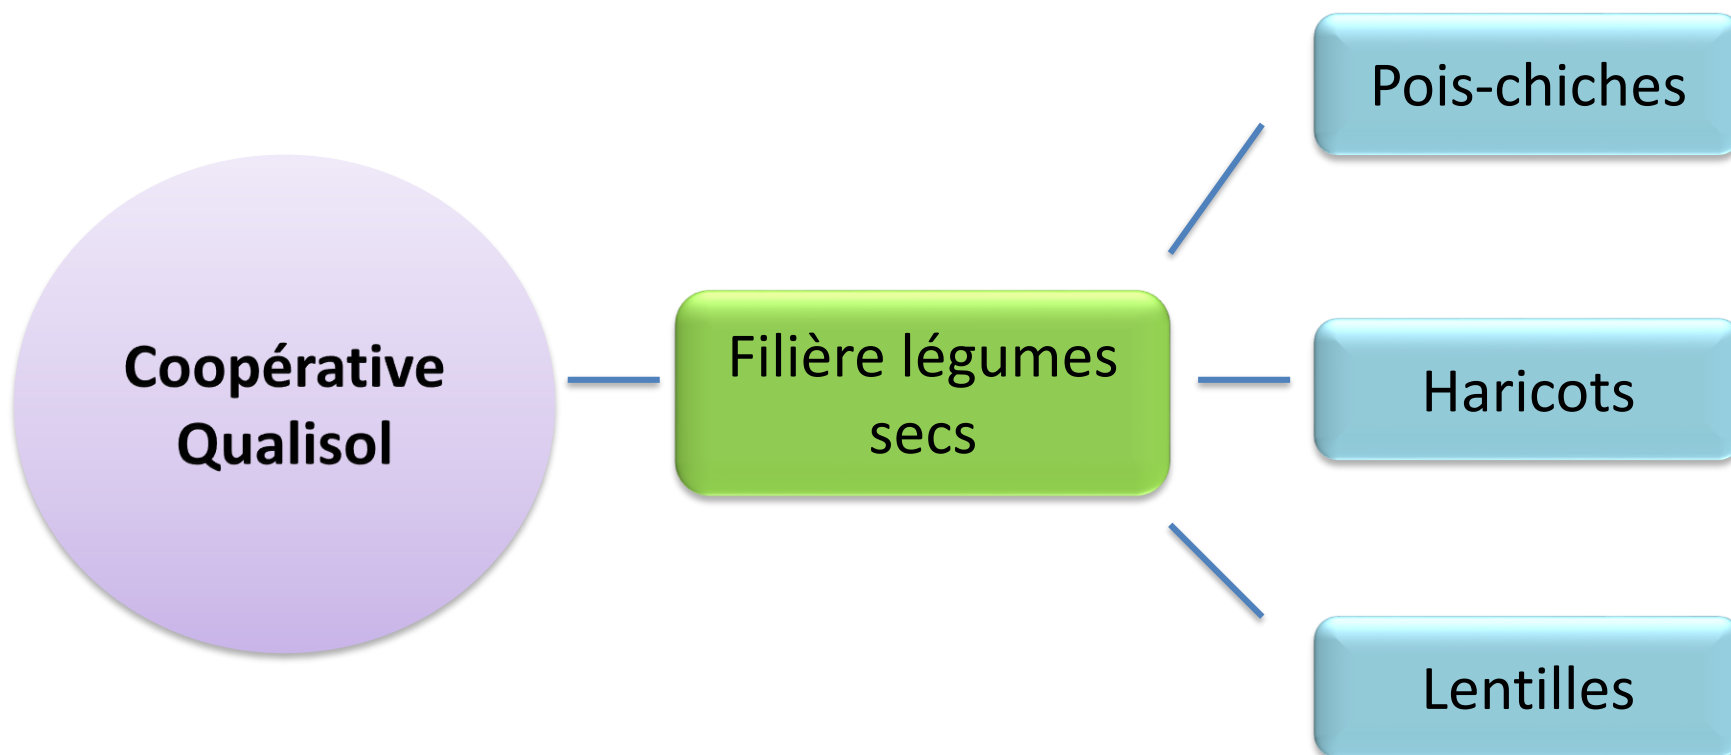 Coopérative
Qualisol
Filière légumes
secs
Pois-chiches
Haricots
Lentilles